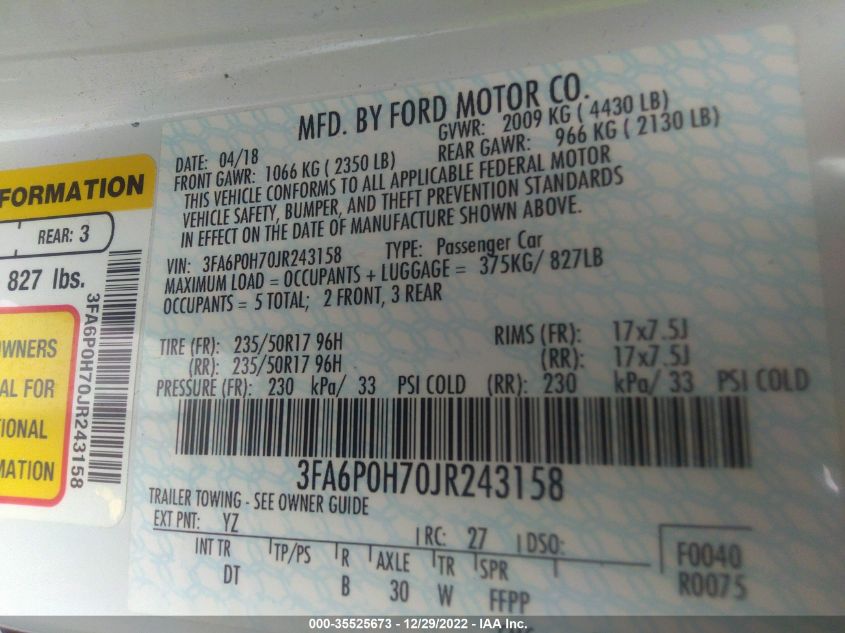 MFD. BY FORD MOTOR CO.
DATE: 04/18 GVWR: 2009 KG ( 4430 LB)
FRONT GAWR: 1066 KG ( 2350 LB) REAR GAWR: 966 KG ( 2130 LB)
THIS VEHICLE CONFORMS TO ALL APPLICABLE FEDERAL MOTOR
VEHICLE SAFETY, BUMPER, AND THEFT PREVENTION STANDARDS
IN EFFECT ON THE DATE OF MANUFACTURE SHOWN ABOVE.
VIN: 3FA6P0H70JR243158 TYPE: Passenger Car
MAXIMUM LOAD = OCCUPANTS + LUGGAGE = 375KG/ 827LB
OCCUPANTS = 5 TOTAL; 2 FRONT, 3 REAR
TIRE (FR): 235/50R17 96H RIMS (FR): 17x7.5J
(RR): 235/50R17 96H (RR): 17x7.5J
PRESSURE (FR): 230 kPa/ 33 PSI COLD (RR): 230 kPa/ 33 PSI COLD
3FA6P0H70JR243158
TRAILER TOWING - SEE OWNER GUIDE
EXT PNT: YZ RC: 27 DSO: F0040
R0075
INT TR TP/PS R AXLE TR SPR
DT B 30 W FFPP
FORMATION
REAR: 3
827 lbs.
3FA6P0H70JR243158
WNERS
AL FOR
IONAL
MATION
000-35525673 - 12/29/2022 - IAA Inc.